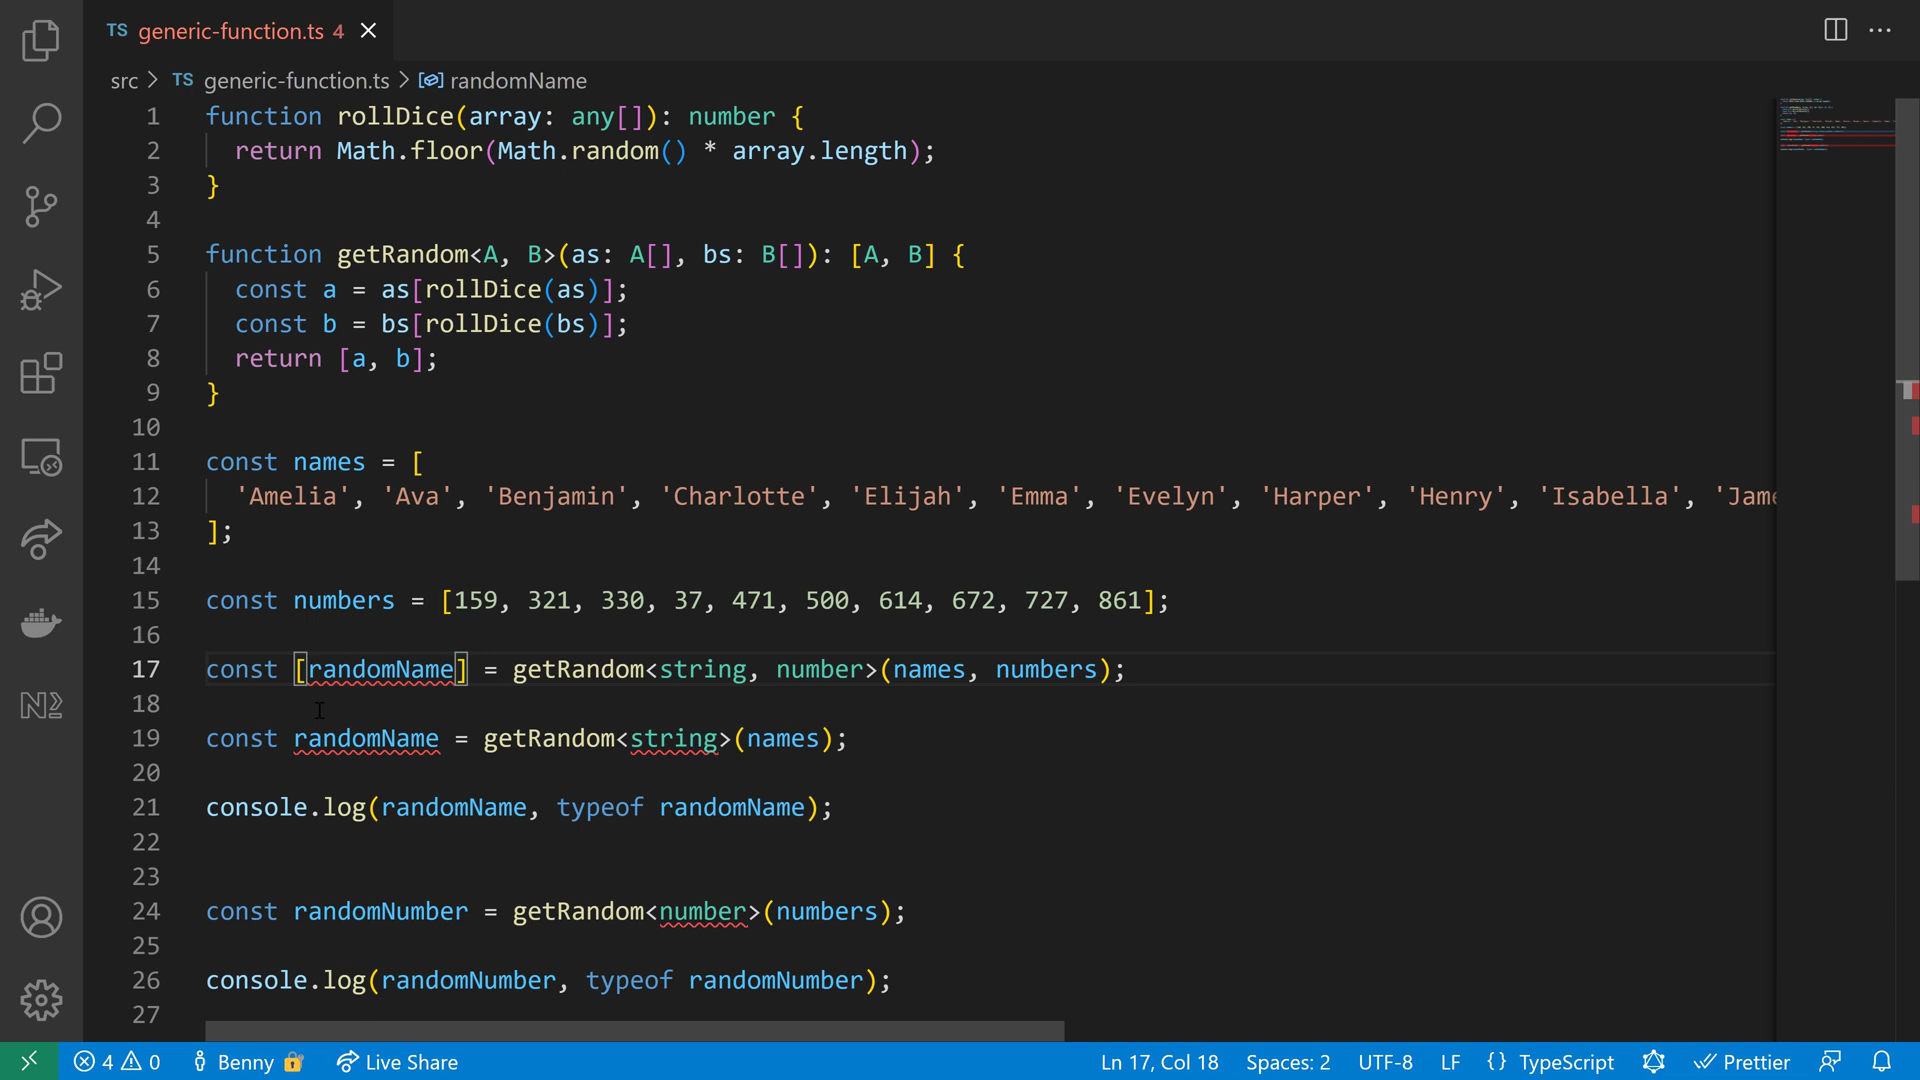 TS generic-function.ts 4
src > TS generic-function.ts > randomName
1 function rollDice(array: any[]): number {
2 return Math.floor(Math.random() * array.length);
3 }
4
5 function getRandom<A, B>(as: A[], bs: B[]): [A, B] {
6 const a = as[rollDice(as)];
7 const b = bs[rollDice(bs)];
8 return [a, b];
9 }
10
11 const names = [
12 'Amelia', 'Ava', 'Benjamin', 'Charlotte', 'Elijah', 'Emma', 'Evelyn', 'Harper', 'Henry', 'Isabella', 'Jame
13 ];
14
15 const numbers = [159, 321, 330, 37, 471, 500, 614, 672, 727, 861];
16
17 const [randomName] = getRandom<string, number>(names, numbers);
18
19 const randomName = getRandom<string>(names);
20
21 console.log(randomName, typeof randomName);
22
23
24 const randomNumber = getRandom<number>(numbers);
25
26 console.log(randomNumber, typeof randomNumber);
27
4 0 Benny Live Share Ln 17, Col 18 Spaces: 2 UTF-8 LF {} TypeScript Prettier